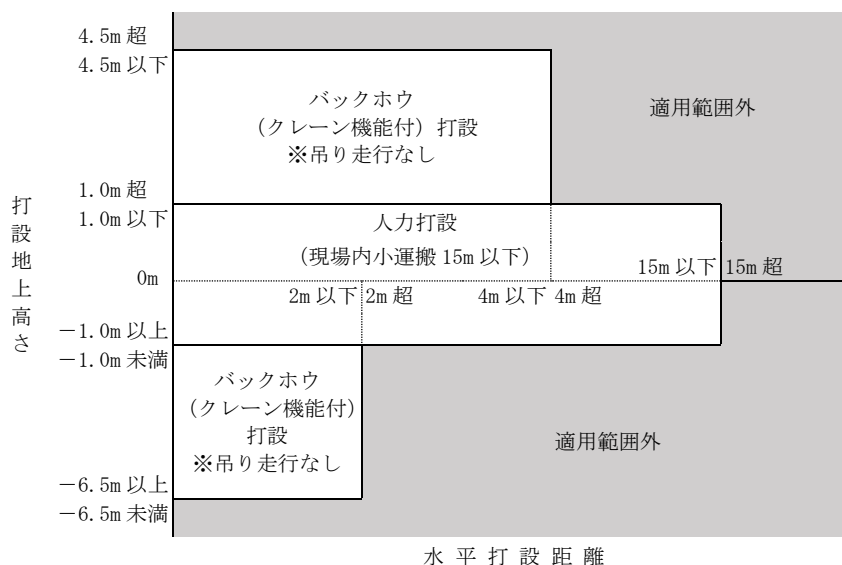 4.5m 超
4.5m 以下
バックホウ
（クレーン機能付）打設
※吊り走行なし
適用範囲外
1.0m 超
1.0m 以下
人力打設
（現場内小運搬 15m 以下）
15m 以下
15m 超
0m
2m 以下
2m 超
4m 以下
4m 超
打設地上高さ
－1.0m 以上
－1.0m 未満
バックホウ
（クレーン機能付）
打設
※吊り走行なし
適用範囲外
－6.5m 以上
－6.5m 未満
水平打設距離